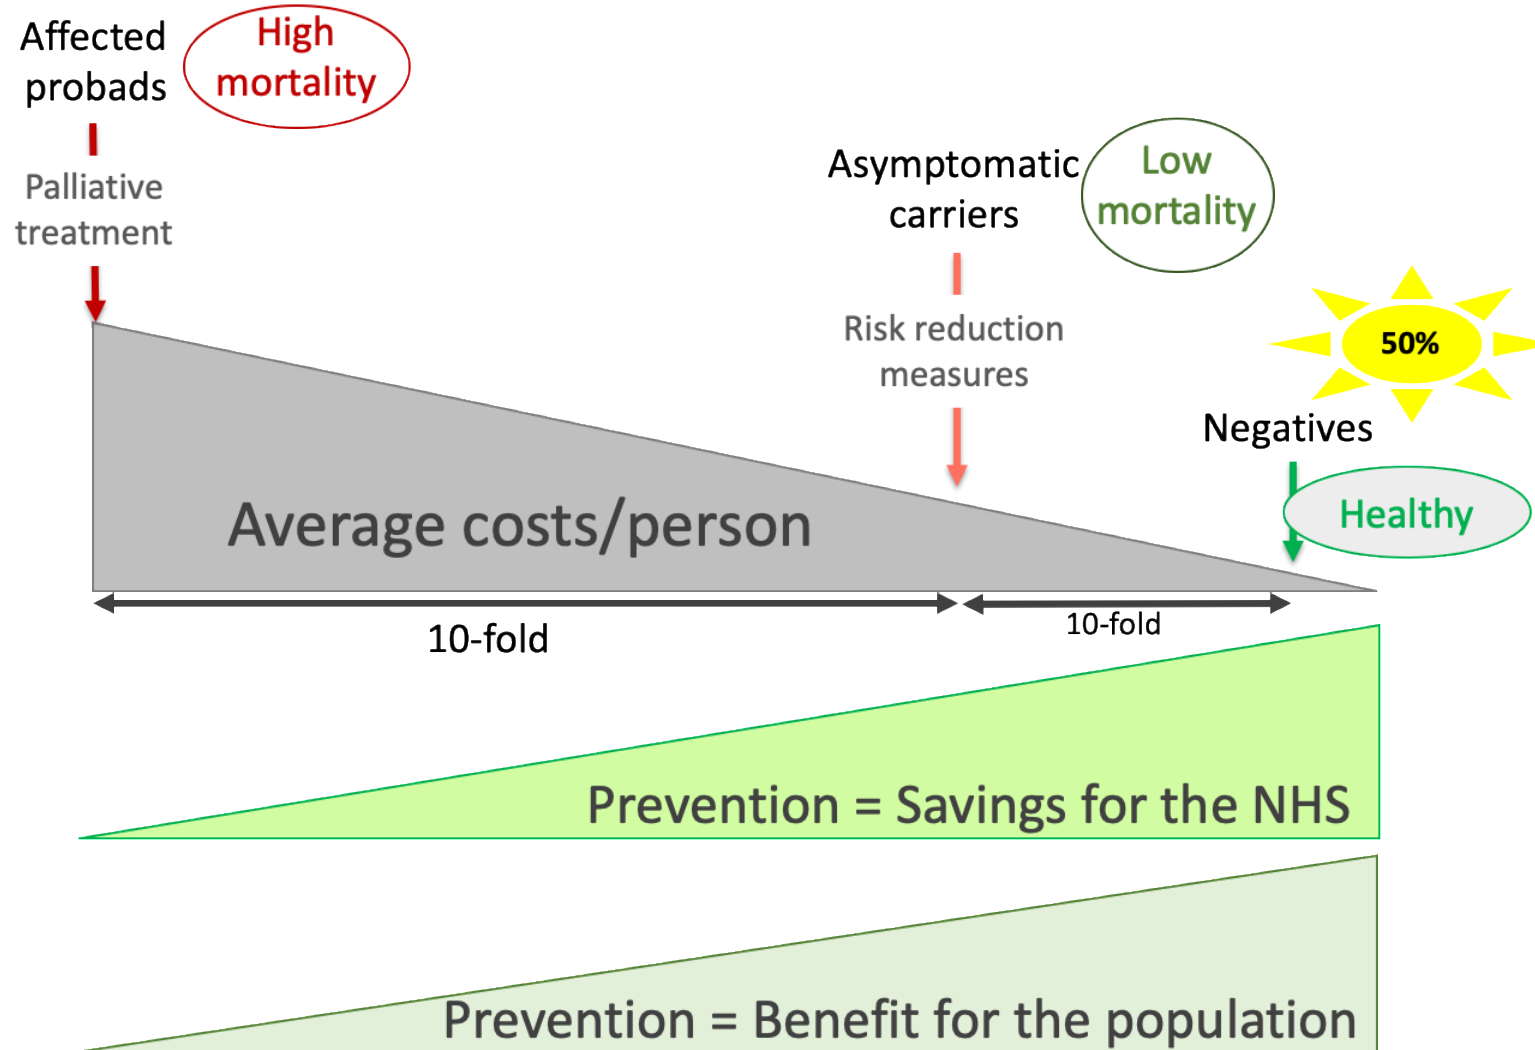 Affected
probads
High
mortality
Palliative
treatment
Asymptomatic
carriers
Low
mortality
Risk reduction
measures
50%
Negatives
Healthy
Average costs/person
10-fold
10-fold
Prevention = Savings for the NHS
Prevention = Benefit for the population